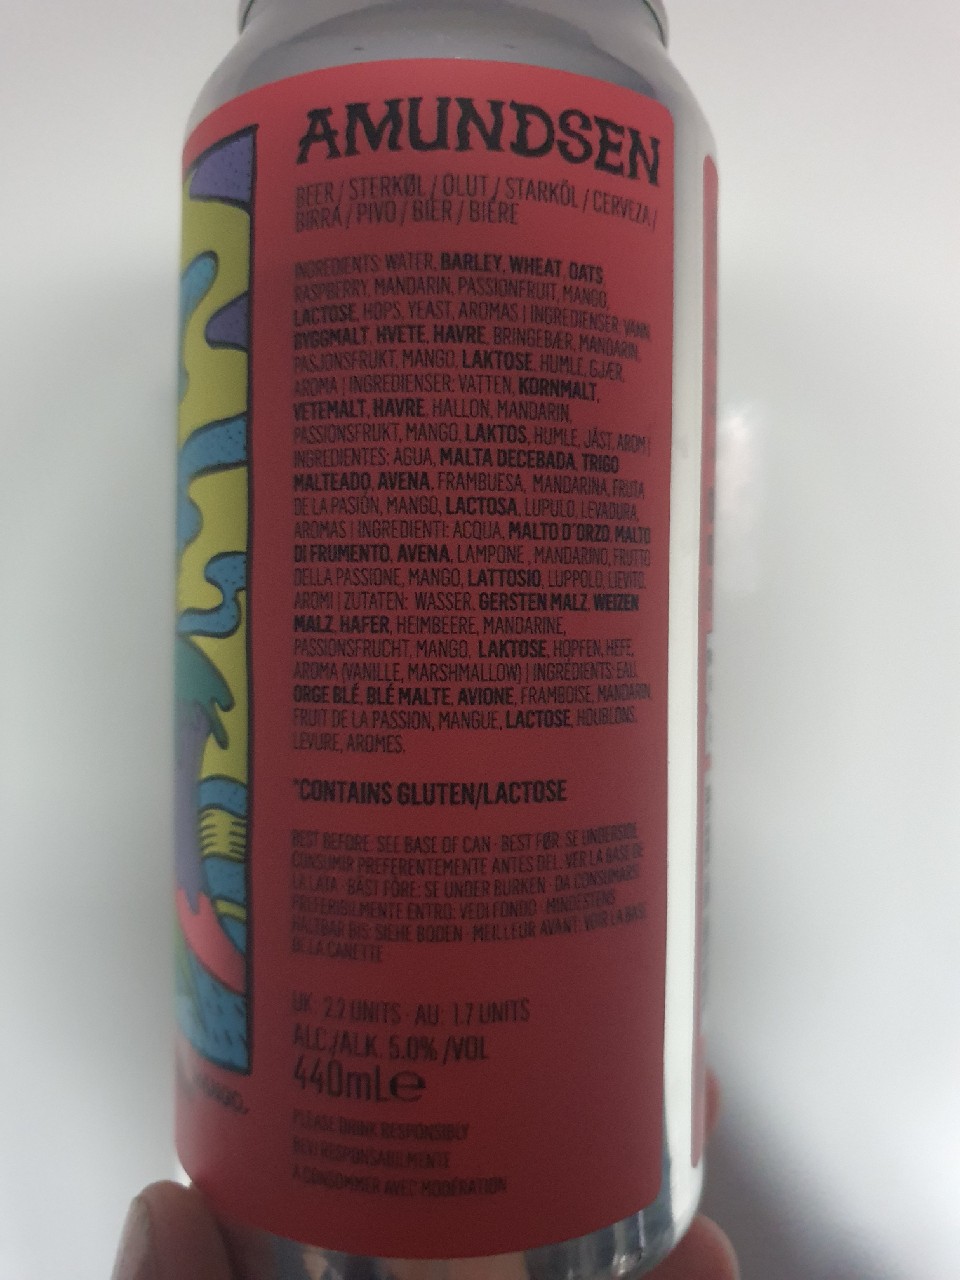 AMUNDSEN
BEER / STERKØL / ÖLUT / STARKÖL / CERVEZA /
BIRRA / PIVO / BIER / BIÈRE
INGREDIENTS: WATER, BARLEY, WHEAT, OATS,
RASPBERRY, MANDARIN, PASSIONFRUIT, MANGO,
LACTOSE, HOPS, YEAST, AROMAS | INGREDIENSER: VANN,
BYGGMALT, HVETE, HAVRE, BRINGEBÆR, MANDARIN,
PASJONSFRUKT, MANGO, LAKTOSE, HUMLE, GJÆR,
AROMA | INGREDIENSER: VATTEN, KORNMALT,
VETEMALT, HAVRE, HALLON, MANDARIN,
PASSIONSFRUKT, MANGO, LAKTOS, HUMLE, JÄST, AROM |
INGREDIENTES: AGUA, MALTA DECEBADA, TRIGO
MALTEADO, AVENA, FRAMBUESA, MANDARINA, FRUTA
DE LA PASIÓN, MANGO, LACTOSA, LÚPULO, LEVADURA,
AROMAS | INGREDIENTI: ACQUA, MALTO D´ORZO, MALTO
DI FRUMENTO, AVENA, LAMPONE, MANDARINO, FRUTTO
DELLA PASSIONE, MANGO, LATTOSIO, LUPPOLO, LIEVITO,
AROMI | ZUTATEN: WASSER, GERSTEN MALZ, WEIZEN
MALZ, HAFER, HEIMBEERE, MANDARINE,
PASSIONSFRUCHT, MANGO, LAKTOSE, HOPFEN, HEFE,
AROMA (VANILLE, MARSHMALLOW) | INGRÉDIENTS: EAU,
ORGE BLÉ, BLÉ MALTE, AVIONE, FRAMBOISE, MANDARIN,
FRUIT DE LA PASSION, MANGUE, LACTOSE, HOUBLONS,
LEVURE, AROMES.
*CONTAINS GLUTEN/LACTOSE
BEST BEFORE: SEE BASE OF CAN · BEST FØR: SE UNDERSIDE
CONSUMIR PREFERENTEMENTE ANTES DEL: VER LA BASE DE
LA LATA · BÄST FÖRE: SE UNDER BURKEN · DA CONSUMARSI
PREFERIBILMENTE ENTRO: VEDI FONDO · MINDESTENS
HALTBAR BIS: SIEHE BODEN · MEILLEUR AVANT: VOIR LA BASE
DE LA CANETTE
UK: 2.2 UNITS · AU: 1.7 UNITS
ALC./ALK. 5.0% /VOL
440mL e
PLEASE DRINK RESPONSIBLY
BEVI RESPONSABILMENTE
A CONSOMMER AVEC MODÉRATION